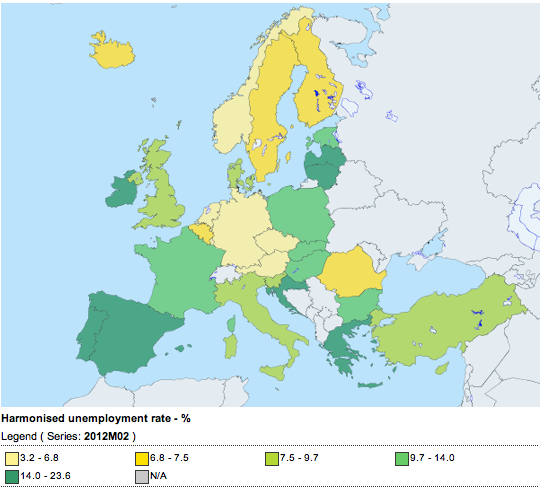 Harmonised unemployment rate - %
Legend ( Series: 2012M02 )
3.2 - 6.8 6.8 - 7.5 7.5 - 9.7 9.7 - 14.0
14.0 - 23.6 N/A